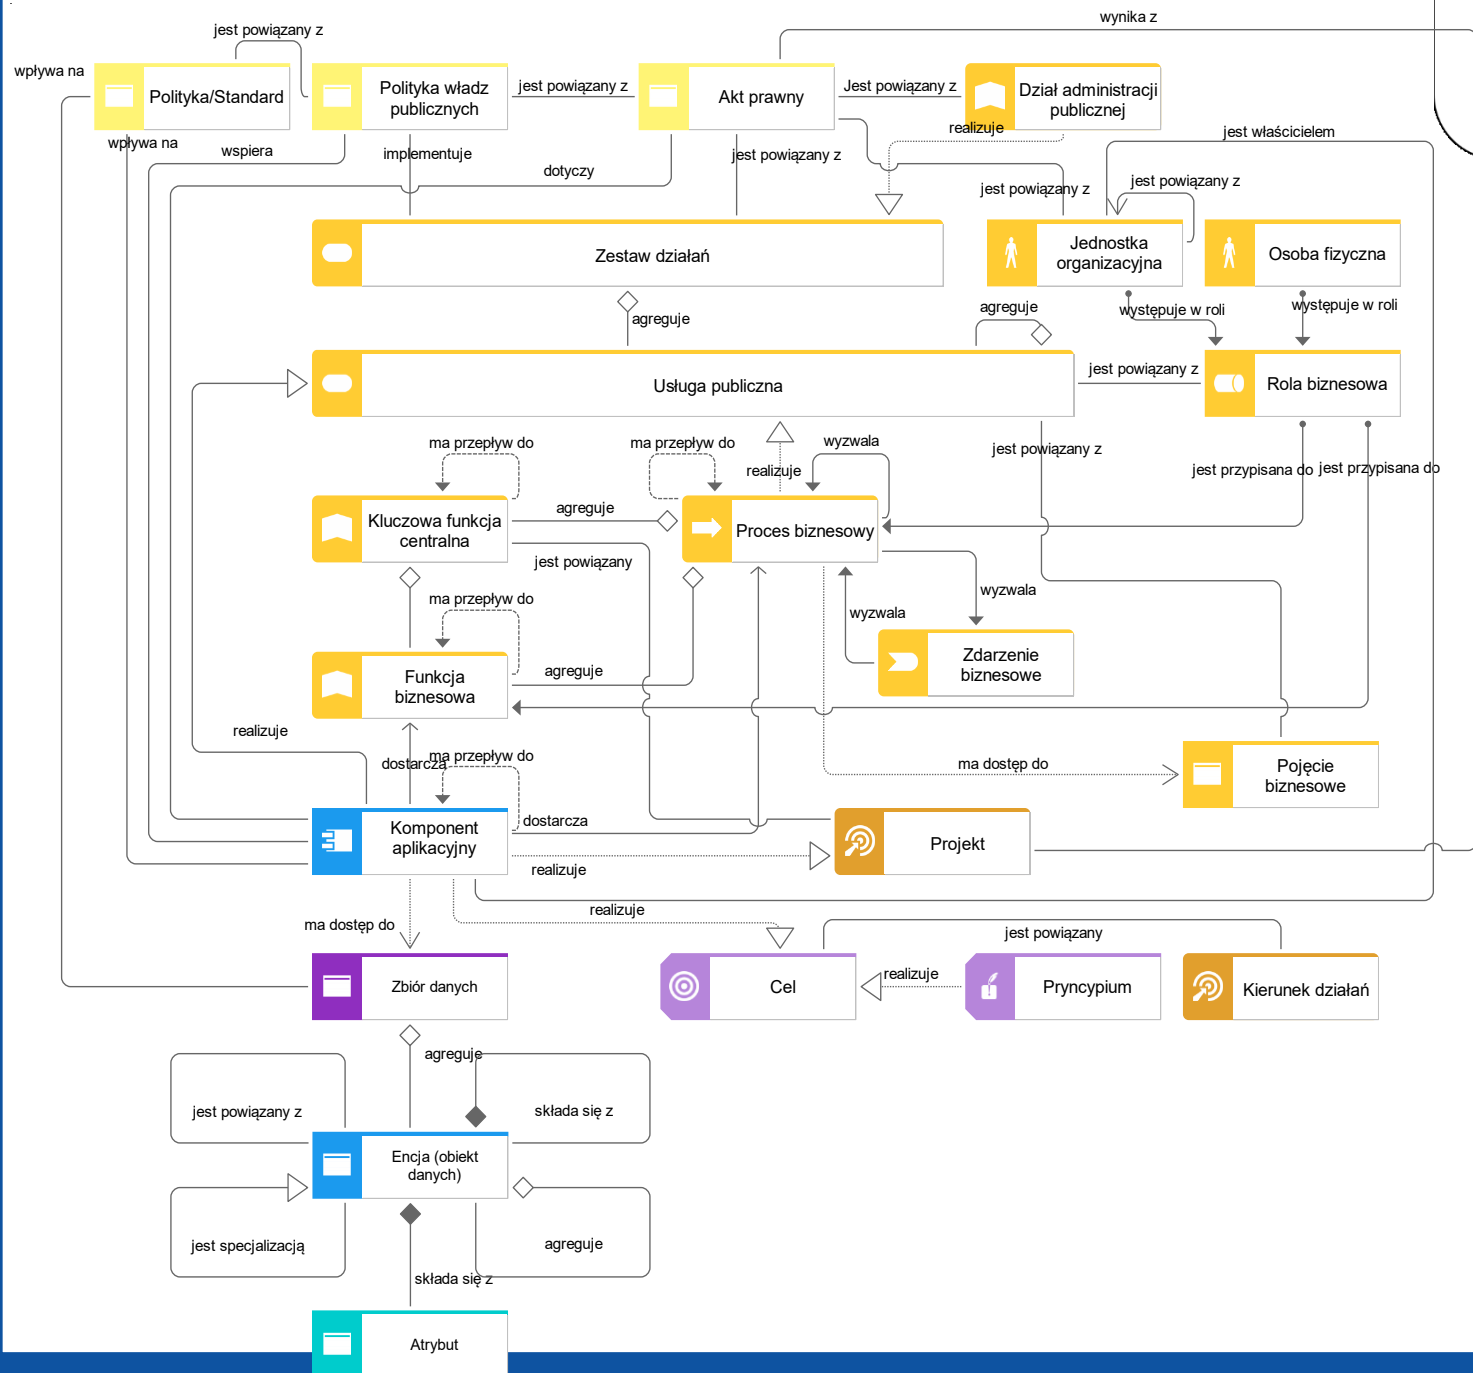 wynika z
jest powiązany z
wpływa na
Polityka/Standard
Polityka władz
publicznych
jest powiązany z
Akt prawny
Jest powiązany z
Dział administracji
publicznej
realizuje
jest właścicielem
wpływa na
wspiera
implementuje
dotyczy
jest powiązany z
jest powiązany z
jest powiązany z
Zestaw działań
Jednostka
organizacyjna
Osoba fizyczna
agreguje
agreguje
występuje w roli
występuje w roli
Usługa publiczna
jest powiązany z
Rola biznesowa
ma przepływ do
ma przepływ do
wyzwala
realizuje
jest powiązany z
jest przypisana do
jest przypisana do
Kluczowa funkcja
centralna
agreguje
Proces biznesowy
jest powiązany
ma przepływ do
wyzwala
wyzwala
Zdarzenie
biznesowe
Funkcja
biznesowa
agreguje
realizuje
dostarcza
ma przepływ do
ma dostęp do
Pojęcie
biznesowe
Komponent
aplikacyjny
dostarcza
Projekt
realizuje
realizuje
ma dostęp do
jest powiązany
Zbiór danych
Cel
realizuje
Pryncypium
Kierunek działań
agreguje
jest powiązany z
składa się z
Encja (obiekt
danych)
jest specjalizacją
agreguje
składa się z
Atrybut